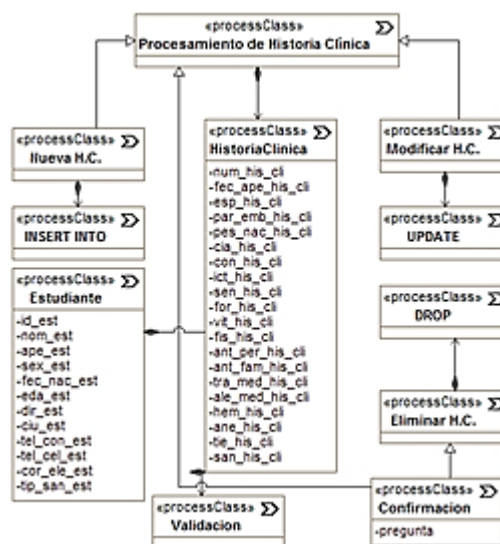 «processClass»
Procesamiento de Historia Clínica
«processClass»
Nueva H.C.
«processClass»
INSERT INTO
«processClass»
Estudiante
-id_est
-nom_est
-ape_est
-sex_est
-fec_nac_est
-eda_est
-dir_est
-ciu_est
-tel_con_est
-tel_cel_est
-cor_ele_est
-tip_san_est
«processClass»
HistoriaClinica
-num_his_cli
-fec_ape_his_cli
-esp_his_cli
-par_emb_his_cli
-pes_nac_his_cli
-cia_his_cli
-con_his_cli
-ict_his_cli
-sen_his_cli
-for_his_cli
-vit_his_cli
-fis_his_cli
-ant_per_his_cli
-ant_fam_his_cli
-tra_med_his_cli
-ale_med_his_cli
-hem_his_cli
-ane_his_cli
-tie_his_cli
-san_his_cli
«processClass»
Modificar H.C.
«processClass»
UPDATE
«processClass»
DROP
«processClass»
Eliminar H.C.
«processClass»
Validacion
«processClass»
Confirmacion
-pregunta